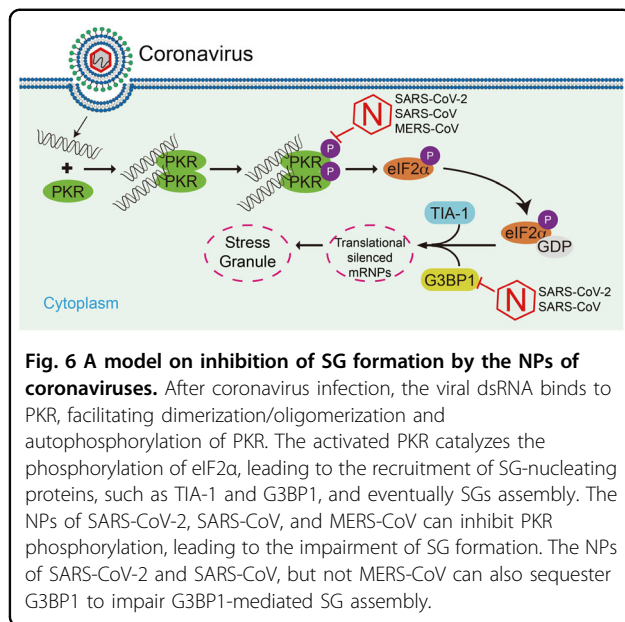 Coronavirus
N
SARS-CoV-2
SARS-CoV
MERS-CoV
P
PKR
PKR
PKR
P
PKR
P
PKR
P
eIF2α
TIA-1
P
eIF2α
GDP
Stress
Granule
Translational
silenced
mRNPs
G3BP1
N
SARS-CoV-2
SARS-CoV
Cytoplasm
Fig. 6 A model on inhibition of SG formation by the NPs of
coronaviruses. After coronavirus infection, the viral dsRNA binds to
PKR, facilitating dimerization/oligomerization and
autophosphorylation of PKR. The activated PKR catalyzes the
phosphorylation of eIF2α, leading to the recruitment of SG-nucleating
proteins, such as TIA-1 and G3BP1, and eventually SGs assembly. The
NPs of SARS-CoV-2, SARS-CoV, and MERS-CoV can inhibit PKR
phosphorylation, leading to the impairment of SG formation. The NPs
of SARS-CoV-2 and SARS-CoV, but not MERS-CoV can also sequester
G3BP1 to impair G3BP1-mediated SG assembly.